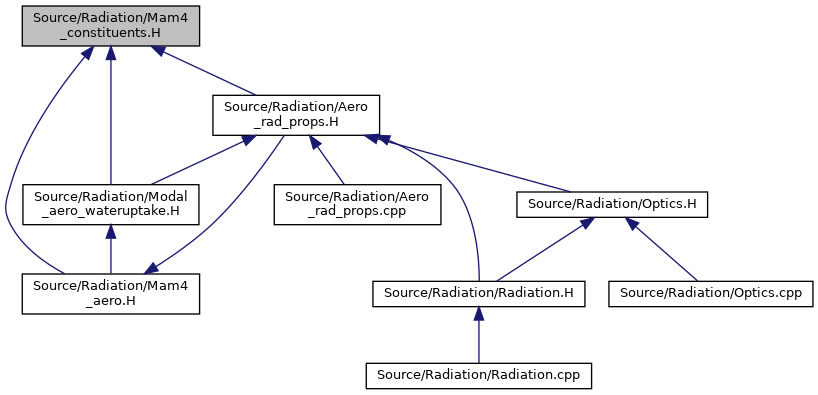 Source/Radiation/Mam4
_constituents.H
Source/Radiation/Aero
_rad_props.H
Source/Radiation/Modal
_aero_wateruptake.H
Source/Radiation/Aero
_rad_props.cpp
Source/Radiation/Optics.H
Source/Radiation/Mam4
_aero.H
Source/Radiation/Radiation.H
Source/Radiation/Optics.cpp
Source/Radiation/Radiation.cpp